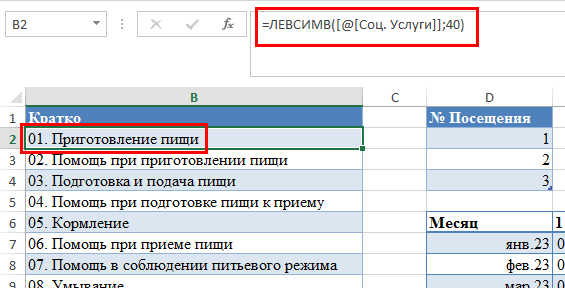 B2 fx =ЛЕВСИМВ([@[Соц. Услуги]];40)
A B C D E
1 Кратко № Посещения
2 01. Приготовление пищи 1
3 02. Помощь при приготовлении пищи 2
4 03. Подготовка и подача пищи 3
5 04. Помощь при подготовке пищи к приему
6 05. Кормление Месяц 1
7 06. Помощь при приеме пищи янв.23 0
8 07. Помощь в соблюдении питьевого режима фев.23 0
9 08. Умывание мар.23 0